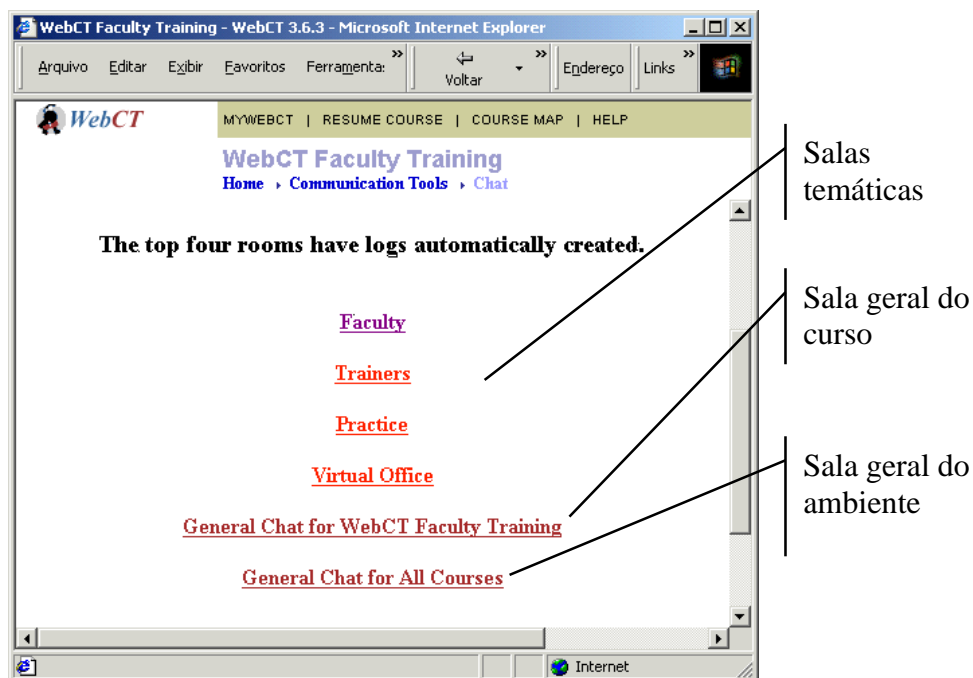 WebCT Faculty Training - WebCT 3.6.3 - Microsoft Internet Explorer
Arquivo Editar Exibir Favoritos Ferramenta: » Voltar » Endereço Links »
WebCT MYWEBCT | RESUME COURSE | COURSE MAP | HELP
WebCT Faculty Training
Home › Communication Tools › Chat
The top four rooms have logs automatically created.
Faculty
Trainers
Practice
Virtual Office
General Chat for WebCT Faculty Training
General Chat for All Courses
Internet
Salas
temáticas
Sala geral do
curso
Sala geral do
ambiente